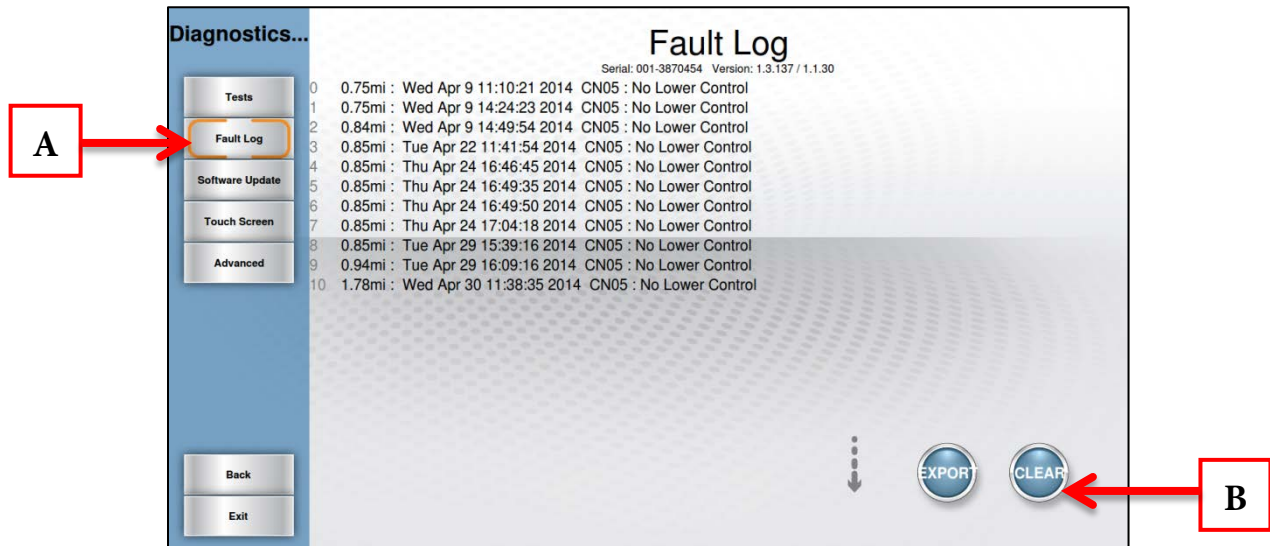 Diagnostics...
Fault Log
Serial: 001-3870454 Version: 1.3.137 / 1.1.30
Tests
Fault Log
Software Update
Touch Screen
Advanced
Back
Exit
A
0 0.75mi : Wed Apr 9 11:10:21 2014 CN05 : No Lower Control
1 0.75mi : Wed Apr 9 14:24:23 2014 CN05 : No Lower Control
2 0.84mi : Wed Apr 9 14:49:54 2014 CN05 : No Lower Control
3 0.85mi : Tue Apr 22 11:41:54 2014 CN05 : No Lower Control
4 0.85mi : Thu Apr 24 16:46:45 2014 CN05 : No Lower Control
5 0.85mi : Thu Apr 24 16:49:35 2014 CN05 : No Lower Control
6 0.85mi : Thu Apr 24 16:49:50 2014 CN05 : No Lower Control
7 0.85mi : Thu Apr 24 17:04:18 2014 CN05 : No Lower Control
8 0.85mi : Tue Apr 29 15:39:16 2014 CN05 : No Lower Control
9 0.94mi : Tue Apr 29 16:09:16 2014 CN05 : No Lower Control
10 1.78mi : Wed Apr 30 11:38:35 2014 CN05 : No Lower Control
EXPORT
CLEAR
B